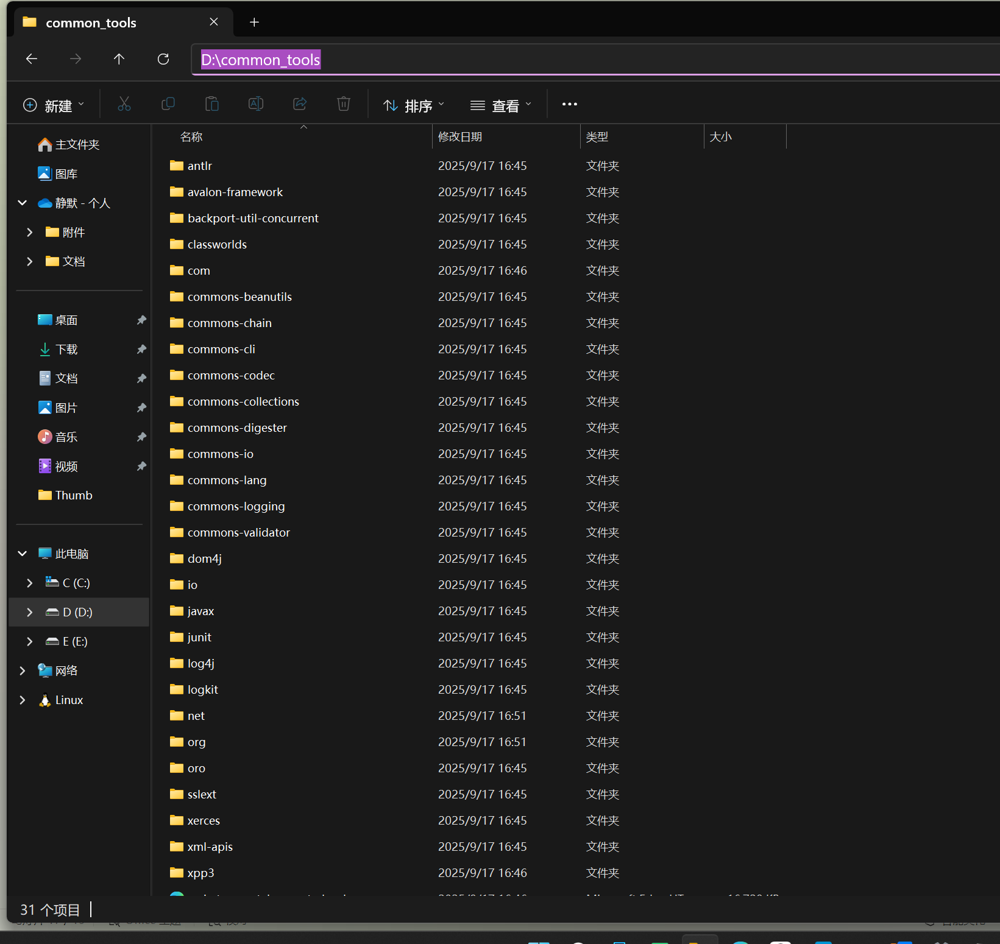 common_tools
D:\common_tools
新建
排序
查看
名称 修改日期 类型 大小
主文件夹
图库
静默 - 个人
附件
文档
桌面
下载
文档
图片
音乐
视频
Thumb
此电脑
C (C:)
D (D:)
E (E:)
网络
Linux
antlr 2025/9/17 16:45 文件夹
avalon-framework 2025/9/17 16:45 文件夹
backport-util-concurrent 2025/9/17 16:45 文件夹
classworlds 2025/9/17 16:45 文件夹
com 2025/9/17 16:46 文件夹
commons-beanutils 2025/9/17 16:45 文件夹
commons-chain 2025/9/17 16:45 文件夹
commons-cli 2025/9/17 16:45 文件夹
commons-codec 2025/9/17 16:45 文件夹
commons-collections 2025/9/17 16:45 文件夹
commons-digester 2025/9/17 16:45 文件夹
commons-io 2025/9/17 16:45 文件夹
commons-lang 2025/9/17 16:45 文件夹
commons-logging 2025/9/17 16:45 文件夹
commons-validator 2025/9/17 16:45 文件夹
dom4j 2025/9/17 16:45 文件夹
io 2025/9/17 16:45 文件夹
javax 2025/9/17 16:45 文件夹
junit 2025/9/17 16:45 文件夹
log4j 2025/9/17 16:45 文件夹
logkit 2025/9/17 16:45 文件夹
net 2025/9/17 16:51 文件夹
org 2025/9/17 16:51 文件夹
oro 2025/9/17 16:45 文件夹
sslext 2025/9/17 16:45 文件夹
xerces 2025/9/17 16:45 文件夹
xml-apis 2025/9/17 16:45 文件夹
xpp3 2025/9/17 16:46 文件夹
31 个项目